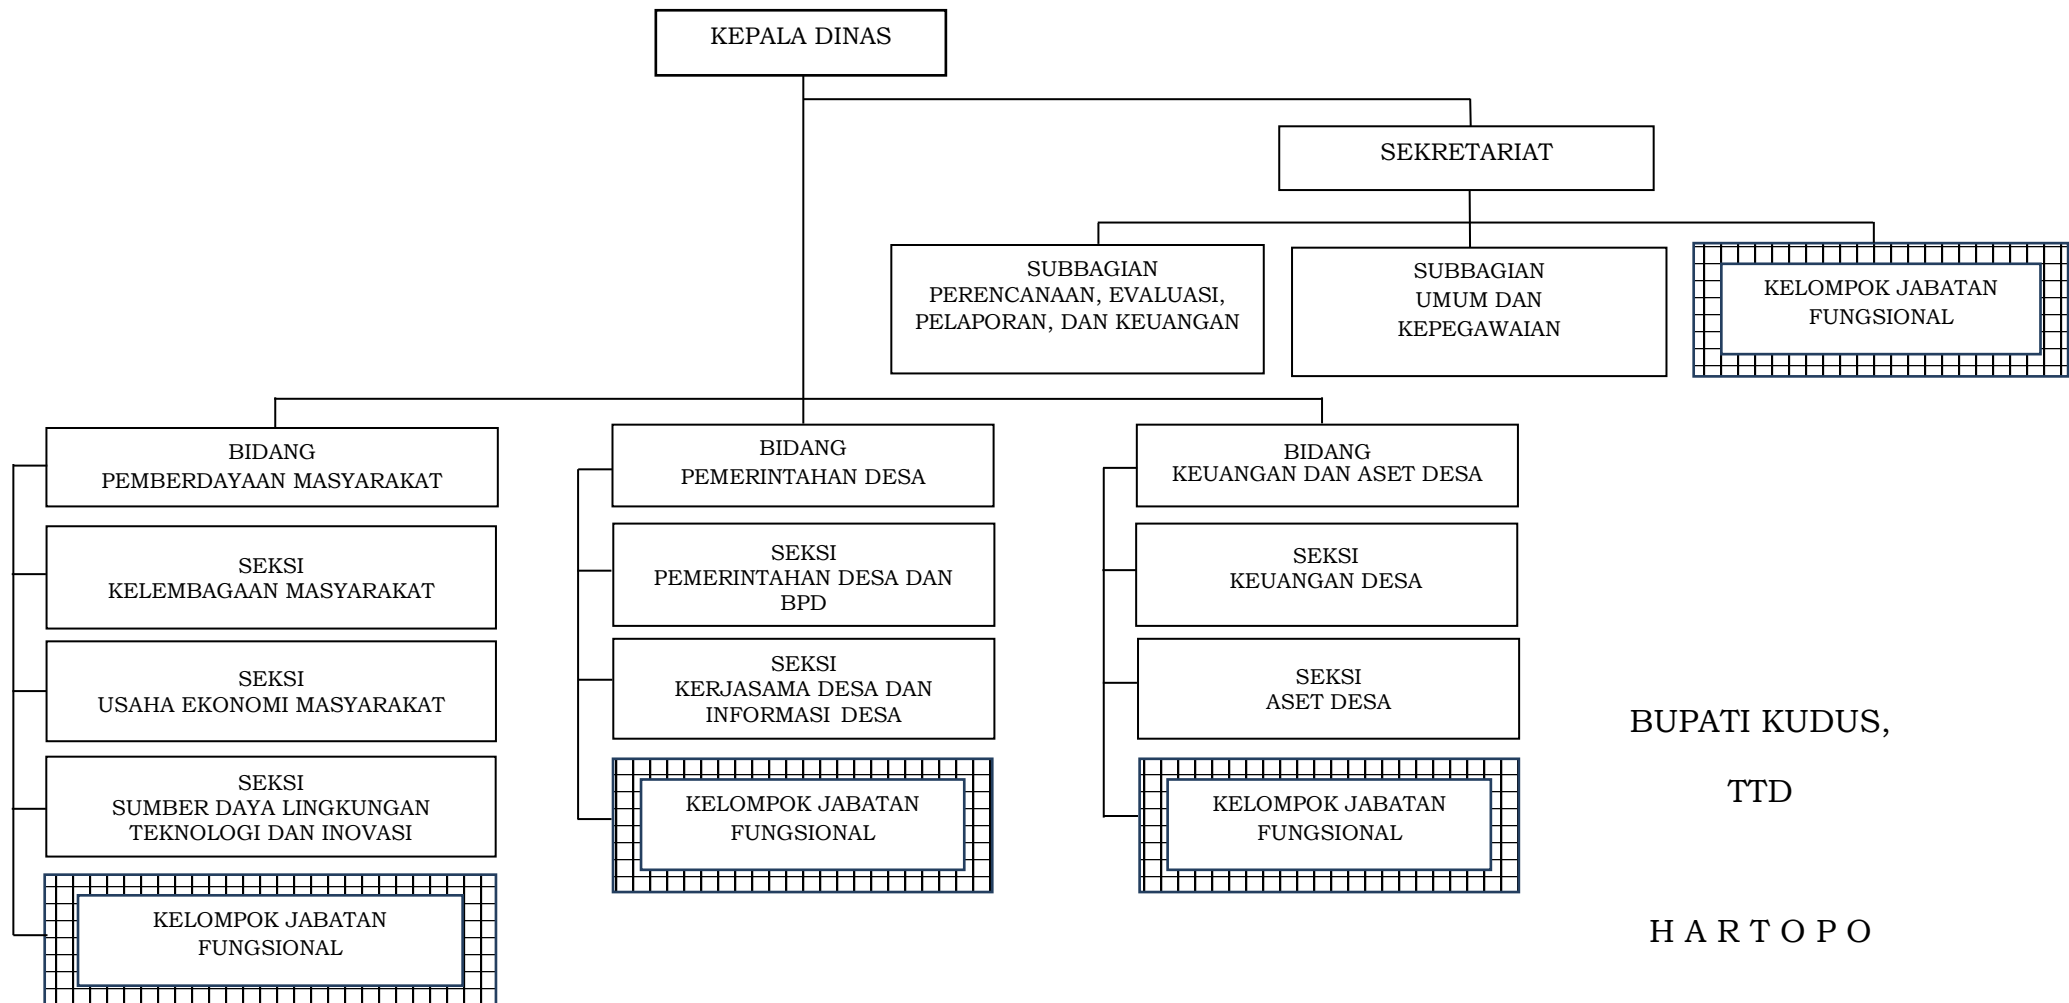 KEPALA DINAS
SEKRETARIAT
SUBBAGIAN
PERENCANAAN, EVALUASI,
PELAPORAN, DAN KEUANGAN
SUBBAGIAN
UMUM DAN
KEPEGAWAIAN
KELOMPOK JABATAN
FUNGSIONAL
BIDANG
PEMBERDAYAAN MASYARAKAT
SEKSI
KELEMBAGAAN MASYARAKAT
SEKSI
USAHA EKONOMI MASYARAKAT
SEKSI
SUMBER DAYA LINGKUNGAN
TEKNOLOGI DAN INOVASI
KELOMPOK JABATAN
FUNGSIONAL
BIDANG
PEMERINTAHAN DESA
SEKSI
PEMERINTAHAN DESA DAN
BPD
SEKSI
KERJASAMA DESA DAN
INFORMASI DESA
KELOMPOK JABATAN
FUNGSIONAL
BIDANG
KEUANGAN DAN ASET DESA
SEKSI
KEUANGAN DESA
SEKSI
ASET DESA
KELOMPOK JABATAN
FUNGSIONAL
BUPATI KUDUS,
TTD
H A R T O P O